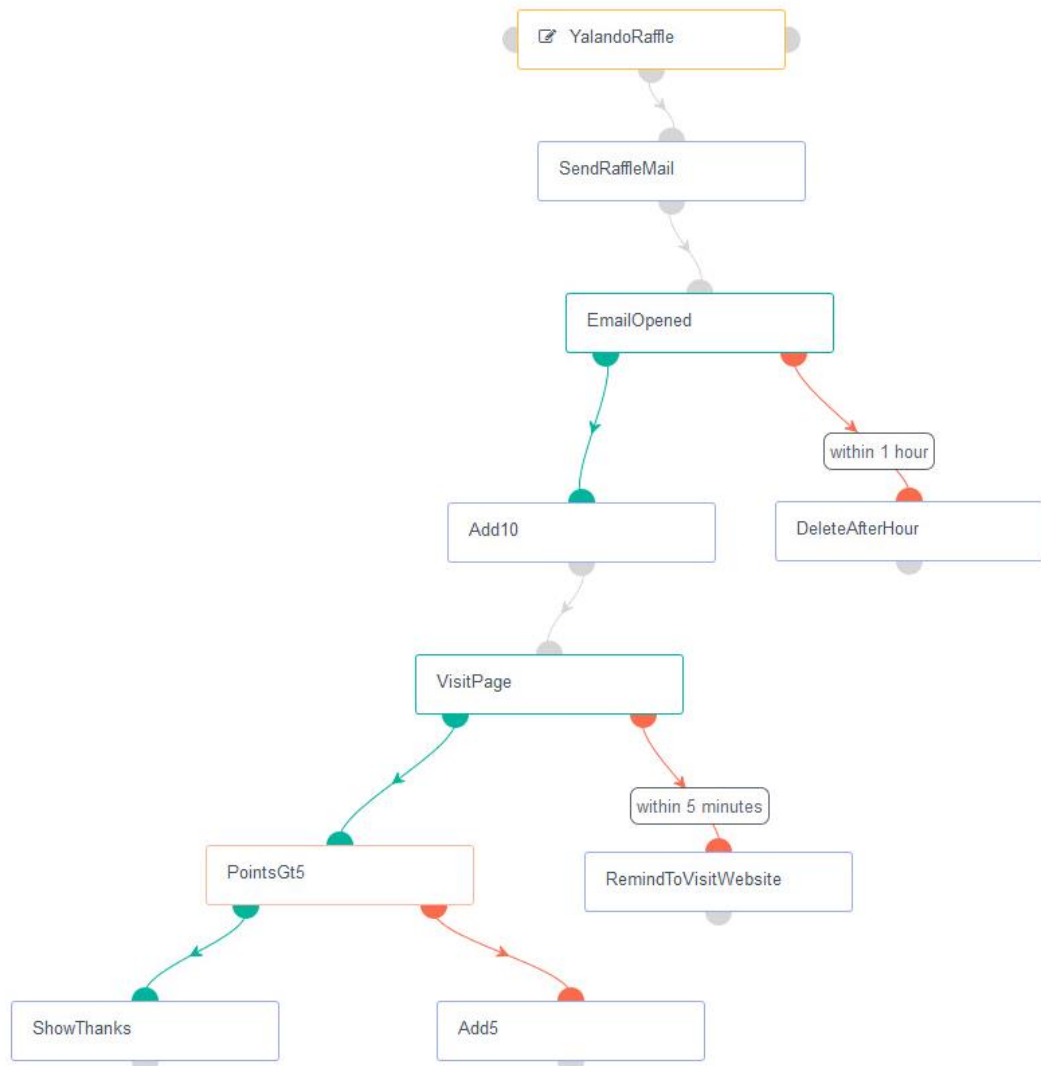 YalandoRaffle
SendRaffleMail
EmailOpened
within 1 hour
Add10
DeleteAfterHour
VisitPage
within 5 minutes
PointsGt5
RemindToVisitWebsite
ShowThanks
Add5